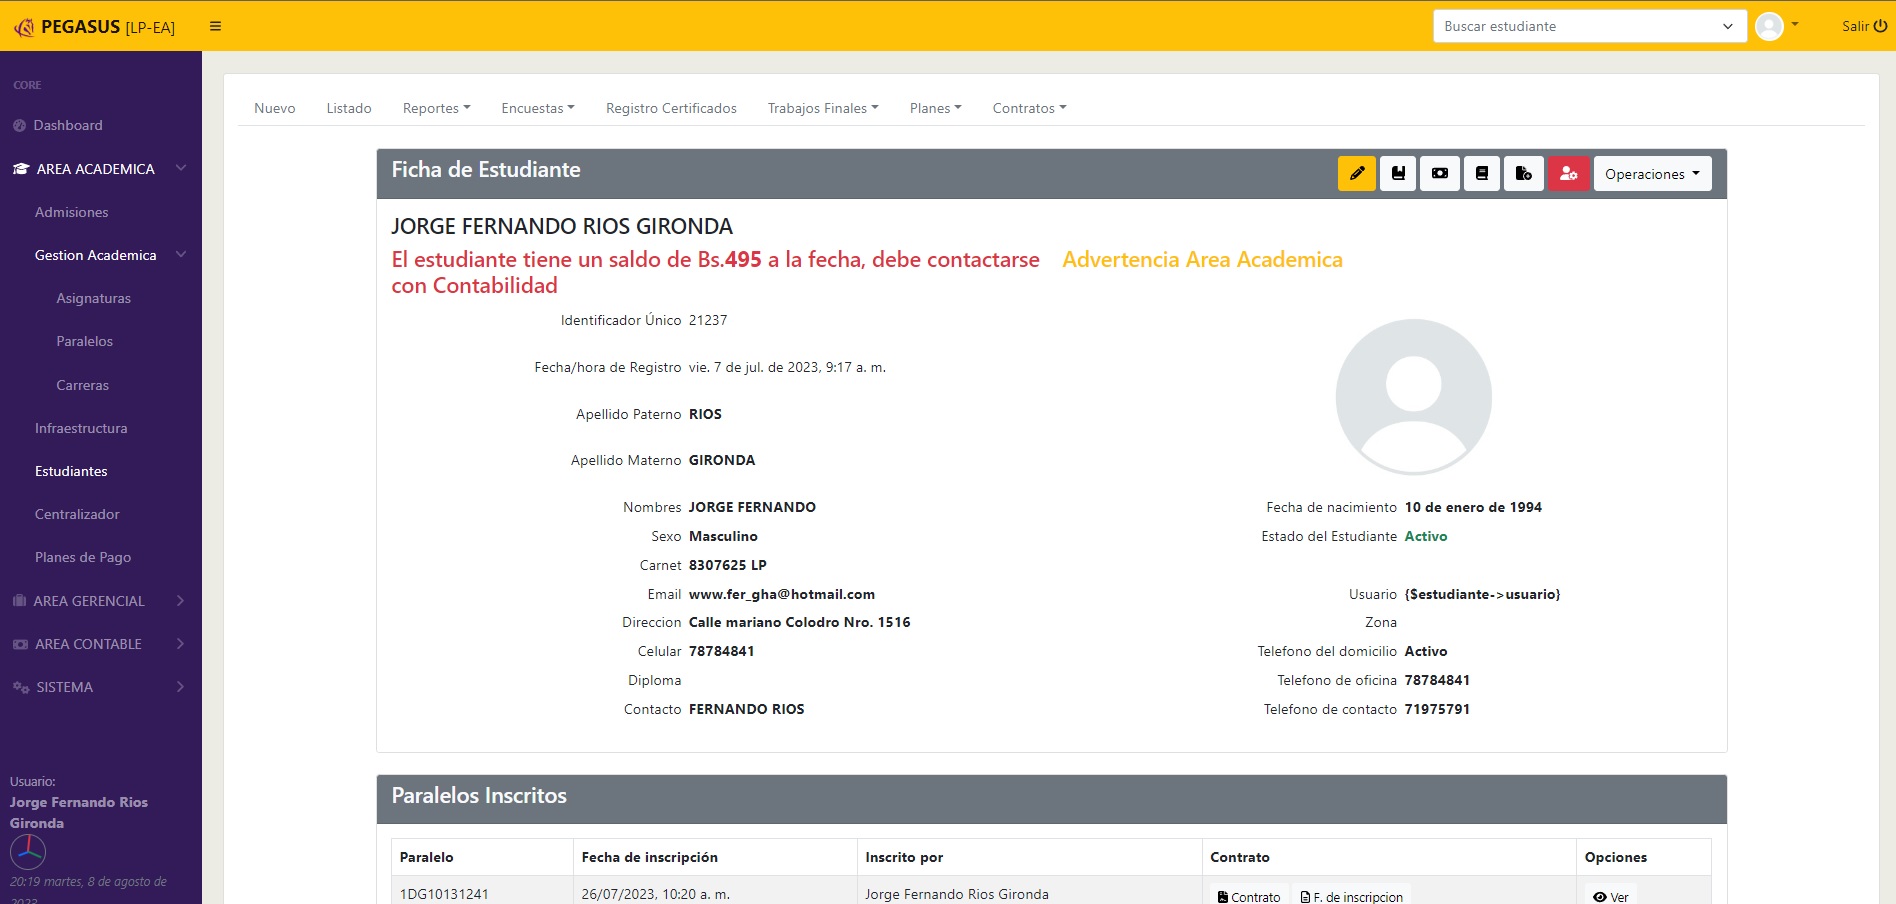 PEGASUS [LP-EA]
Buscar estudiante
Salir
CORE
Dashboard
AREA ACADEMICA
Admisiones
Gestion Academica
Asignaturas
Paralelos
Carreras
Infraestructura
Estudiantes
Centralizador
Planes de Pago
AREA GERENCIAL
AREA CONTABLE
SISTEMA
Usuario:
Jorge Fernando Rios
Gironda
20:19 martes, 8 de agosto de
2023
Nuevo Listado Reportes Encuestas Registro Certificados Trabajos Finales Planes Contratos
Ficha de Estudiante
Operaciones
JORGE FERNANDO RIOS GIRONDA
El estudiante tiene un saldo de Bs.495 a la fecha, debe contactarse
con Contabilidad
Advertencia Area Academica
Identificador Único 21237
Fecha/hora de Registro vie. 7 de jul. de 2023, 9:17 a. m.
Apellido Paterno RIOS
Apellido Materno GIRONDA
Nombres JORGE FERNANDO
Sexo Masculino
Carnet 8307625 LP
Email www.fer_gha@hotmail.com
Direccion Calle mariano Colodro Nro. 1516
Celular 78784841
Diploma
Contacto FERNANDO RIOS
Fecha de nacimiento 10 de enero de 1994
Estado del Estudiante Activo
Usuario {$estudiante->usuario}
Zona
Telefono del domicilio Activo
Telefono de oficina 78784841
Telefono de contacto 71975791
Paralelos Inscritos
Paralelo Fecha de inscripción Inscrito por Contrato Opciones
1DG10131241 26/07/2023, 10:20 a. m. Jorge Fernando Rios Gironda Contrato F. de inscripcion Ver